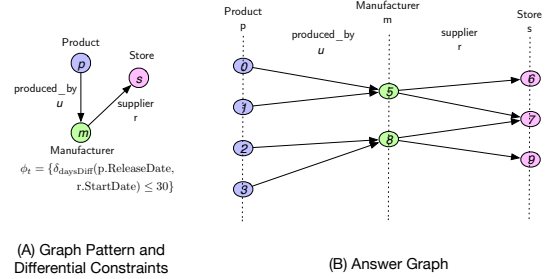 Product
p
Store
s
produced_by
u
supplier
r
m
Manufacturer
ϕt = {δdaysDiff(p.ReleaseDate,
r.StartDate) ≤ 30}
(A) Graph Pattern and
Differential Constraints
Product
p
Manufacturer
m
Store
s
produced_by
u
supplier
r
0
1
2
3
5
8
6
7
9
(B) Answer Graph